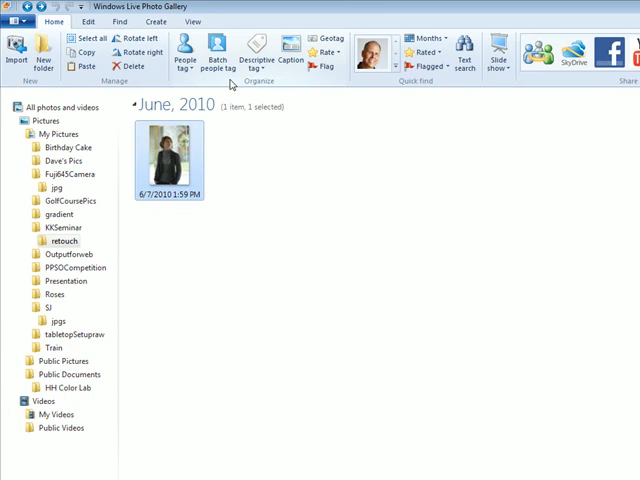 Windows Live Photo Gallery
Home Edit Find Create View
Import
New folder
New
Select all
Copy
Paste
Rotate left
Rotate right
Delete
Manage
People tag
Batch people tag
Descriptive tag
Caption
Geotag
Rate
Flag
Organize
Months
Rated
Flagged
Text search
Quick find
Slide show
SkyDrive
Share
All photos and videos
Pictures
My Pictures
Birthday Cake
Dave's Pics
Fuji645Camera
jpg
GolfCoursePics
gradient
KKSeminar
retouch
Outputforweb
PPSOCompetition
Presentation
Roses
SJ
jpgs
tabletopSetupraw
Train
Public Pictures
Public Documents
HH Color Lab
Videos
My Videos
Public Videos
June, 2010 (1 item, 1 selected)
6/7/2010 1:59 PM